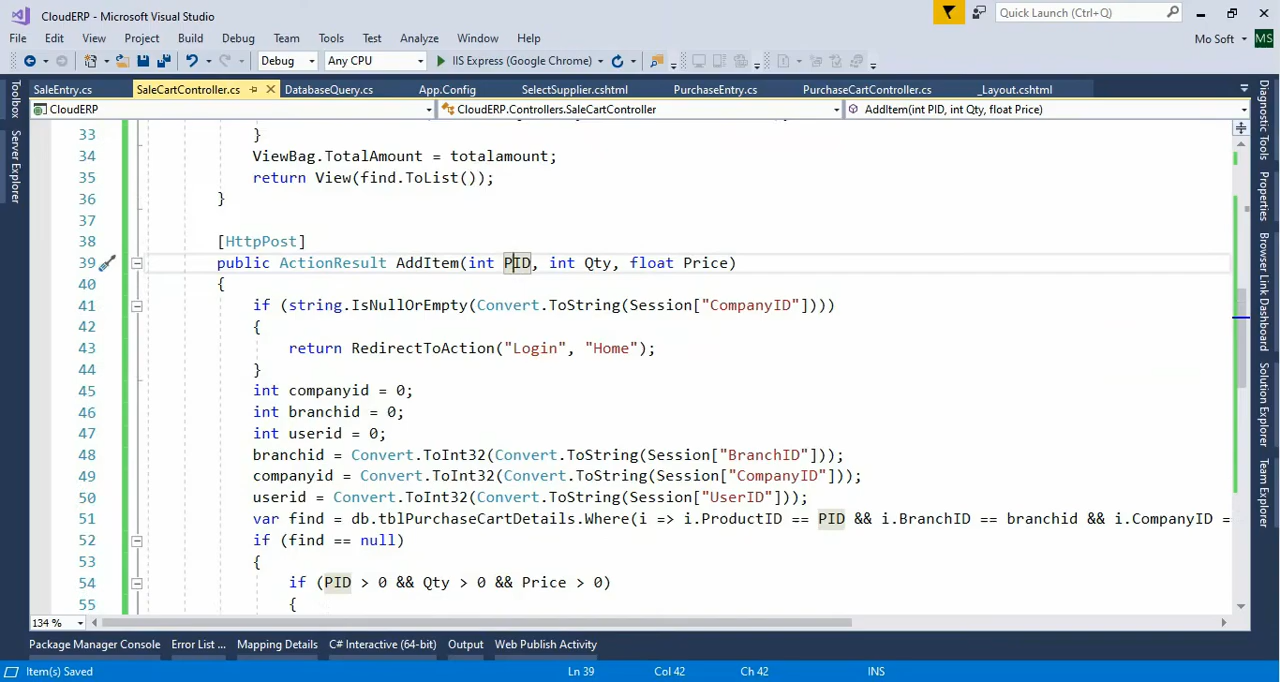 CloudERP - Microsoft Visual Studio
Quick Launch (Ctrl+Q)
File Edit View Project Build Debug Team Tools Test Analyze Window Help
Mo Soft MS
Debug Any CPU IIS Express (Google Chrome)
SaleEntry.cs SaleCartController.cs DatabaseQuery.cs App.Config SelectSupplier.cshtml PurchaseEntry.cs PurchaseCartController.cs _Layout.cshtml
CloudERP CloudERP.Controllers.SaleCartController AddItem(int PID, int Qty, float Price)
Toolbox
Server Explorer
33 }
34 ViewBag.TotalAmount = totalamount;
35 return View(find.ToList());
36 }
37
38 [HttpPost]
39 public ActionResult AddItem(int PID, int Qty, float Price)
40 {
41 if (string.IsNullOrEmpty(Convert.ToString(Session["CompanyID"])))
42 {
43 return RedirectToAction("Login", "Home");
44 }
45 int companyid = 0;
46 int branchid = 0;
47 int userid = 0;
48 branchid = Convert.ToInt32(Convert.ToString(Session["BranchID"]));
49 companyid = Convert.ToInt32(Convert.ToString(Session["CompanyID"]));
50 userid = Convert.ToInt32(Convert.ToString(Session["UserID"]));
51 var find = db.tblPurchaseCartDetails.Where(i => i.ProductID == PID && i.BranchID == branchid && i.CompanyID =
52 if (find == null)
53 {
54 if (PID > 0 && Qty > 0 && Price > 0)
55 {
Diagnostic Tools
Properties
Browser Link Dashboard
Solution Explorer
Team Explorer
134 %
Package Manager Console Error List ... Mapping Details C# Interactive (64-bit) Output Web Publish Activity
Item(s) Saved Ln 39 Col 42 Ch 42 INS